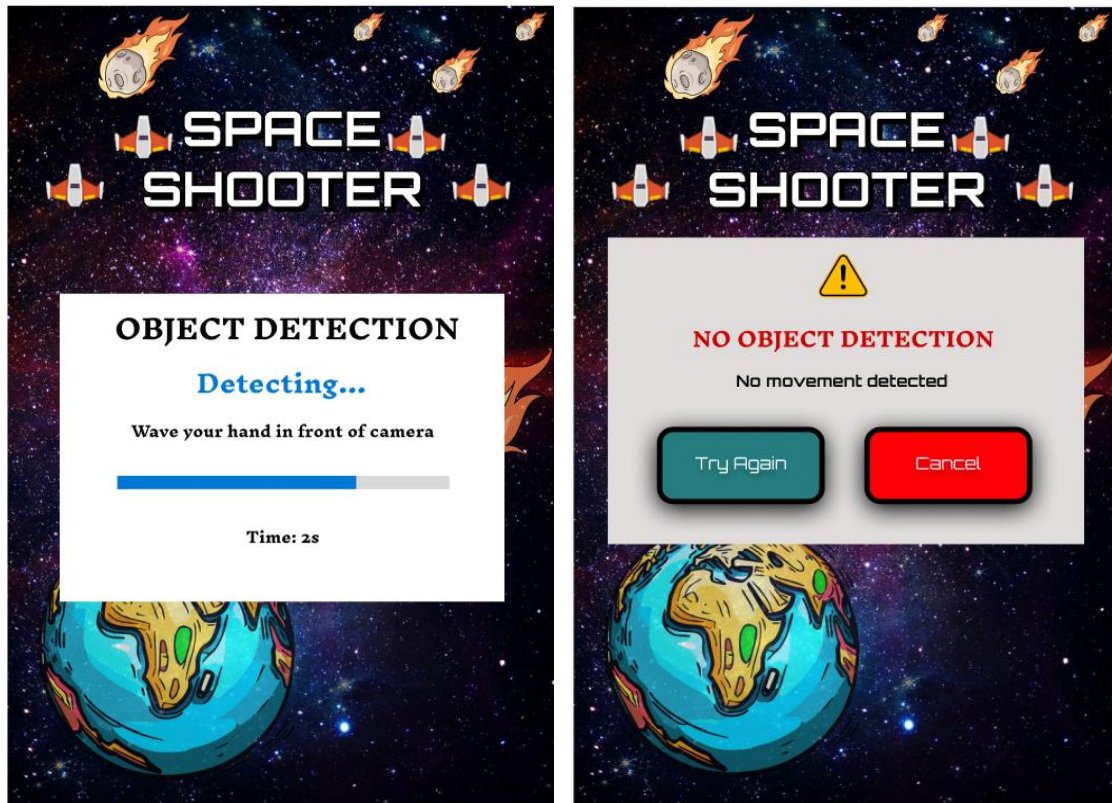 SPACE
SHOOTER
OBJECT DETECTION
Detecting...
Wave your hand in front of camera
Time: 2s
SPACE
SHOOTER
NO OBJECT DETECTION
No movement detected
Try Again
Cancel